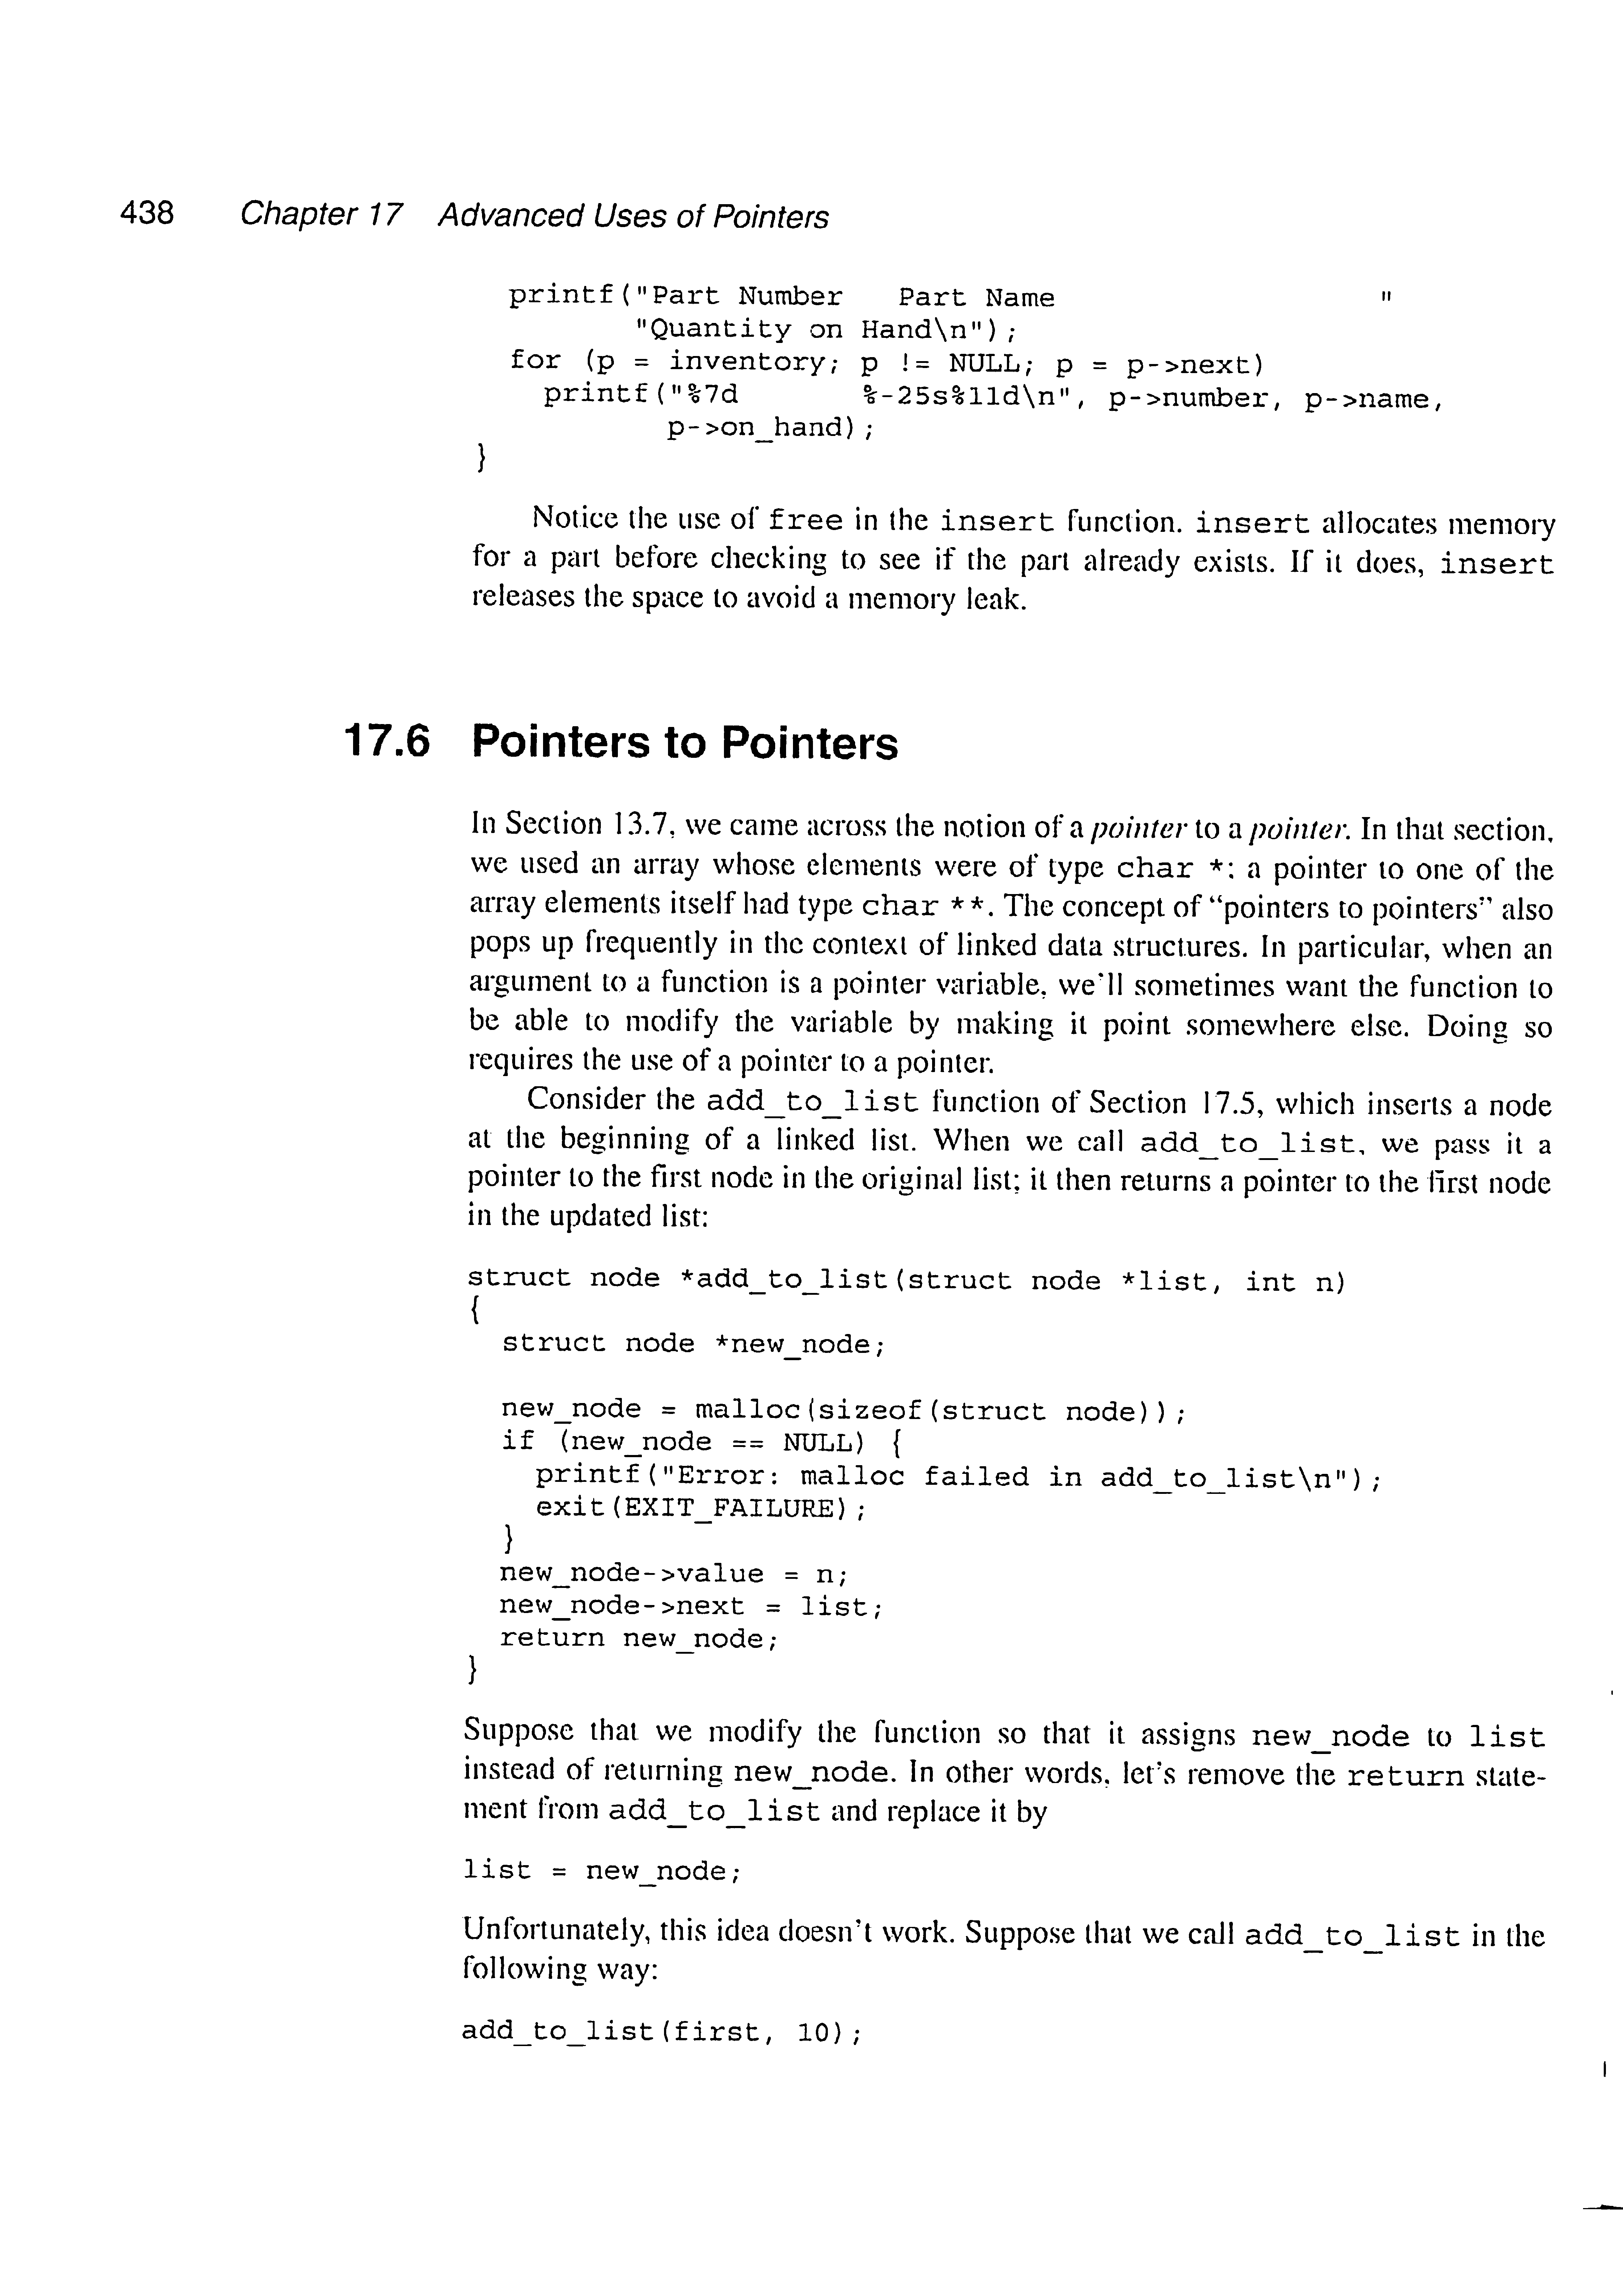 438 Chapter 17 Advanced Uses of Pointers
printf("Part Number   Part Name                   "
"Quantity on Hand\n");
for (p = inventory; p != NULL; p = p->next)
printf("%7d       %-25s%11d\n", p->number, p->name,
p->on_hand);
}
Notice the use of free in the insert function. insert allocates memory
for a part before checking to see if the part already exists. If it does, insert
releases the space to avoid a memory leak.
17.6 Pointers to Pointers
In Section 13.7, we came across the notion of a pointer to a pointer. In that section,
we used an array whose elements were of type char *; a pointer to one of the
array elements itself had type char **. The concept of “pointers to pointers” also
pops up frequently in the context of linked data structures. In particular, when an
argument to a function is a pointer variable, we'll sometimes want the function to
be able to modify the variable by making it point somewhere else. Doing so
requires the use of a pointer to a pointer.
Consider the add_to_list function of Section 17.5, which inserts a node
at the beginning of a linked list. When we call add_to_list, we pass it a
pointer to the first node in the original list; it then returns a pointer to the first node
in the updated list:
struct node *add_to_list(struct node *list, int n)
{
struct node *new_node;
new_node = malloc(sizeof(struct node));
if (new_node == NULL) {
printf("Error: malloc failed in add_to_list\n");
exit(EXIT_FAILURE);
}
new_node->value = n;
new_node->next = list;
return new_node;
}
Suppose that we modify the function so that it assigns new_node to list
instead of returning new_node. In other words, let's remove the return state-
ment from add_to_list and replace it by
list = new_node;
Unfortunately, this idea doesn't work. Suppose that we call add_to_list in the
following way:
add_to_list(first, 10);